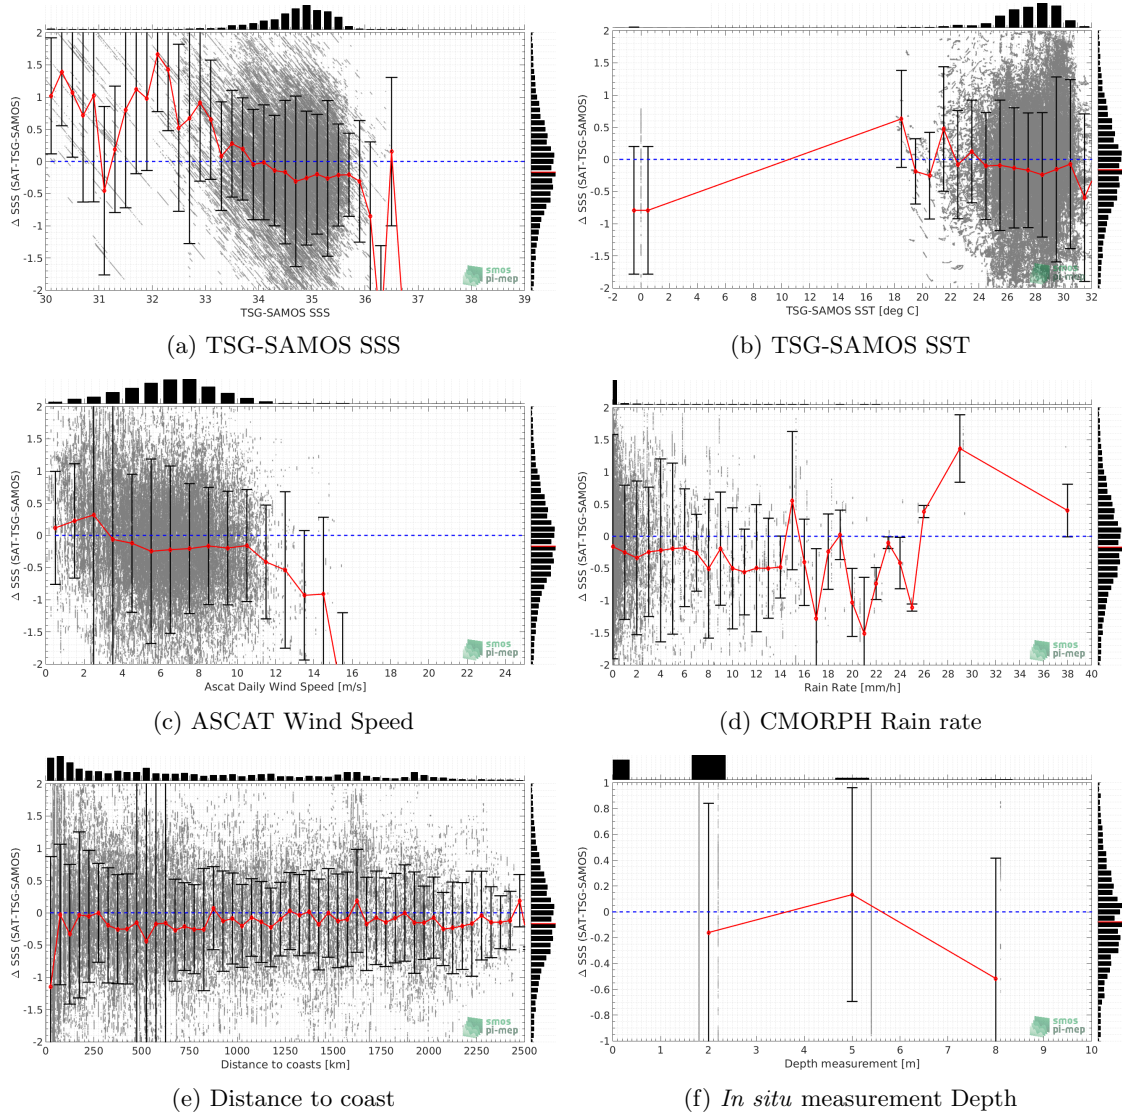 Δ SSS (SAT-TSG-SAMOS)
2
1.5
1
0.5
0
-0.5
-1
-1.5
-2
30 31 32 33 34 35 36 37 38 39
TSG-SAMOS SSS
smos
pi-mep
(a) TSG-SAMOS SSS
Δ SSS (SAT-TSG-SAMOS)
2
1.5
1
0.5
0
-0.5
-1
-1.5
-2
-2 0 2 4 6 8 10 12 14 16 18 20 22 24 26 28 30 32
TSG-SAMOS SST [deg C]
smos
pi-mep
(b) TSG-SAMOS SST
Δ SSS (SAT-TSG-SAMOS)
2
1.5
1
0.5
0
-0.5
-1
-1.5
-2
0 2 4 6 8 10 12 14 16 18 20 22 24
Ascat Daily Wind Speed [m/s]
smos
pi-mep
(c) ASCAT Wind Speed
Δ SSS (SAT-TSG-SAMOS)
2
1.5
1
0.5
0
-0.5
-1
-1.5
-2
0 2 4 6 8 10 12 14 16 18 20 22 24 26 28 30 32 34 36 38 40
Rain Rate [mm/h]
smos
pi-mep
(d) CMORPH Rain rate
Δ SSS (SAT-TSG-SAMOS)
2
1.5
1
0.5
0
-0.5
-1
-1.5
-2
0 250 500 750 1000 1250 1500 1750 2000 2250 2500
Distance to coasts [km]
smos
pi-mep
(e) Distance to coast
Δ SSS (SAT-TSG-SAMOS)
1
0.8
0.6
0.4
0.2
0
-0.2
-0.4
-0.6
-0.8
-1
0 1 2 3 4 5 6 7 8 9 10
Depth measurement [m]
smos
pi-mep
(f) In situ measurement Depth